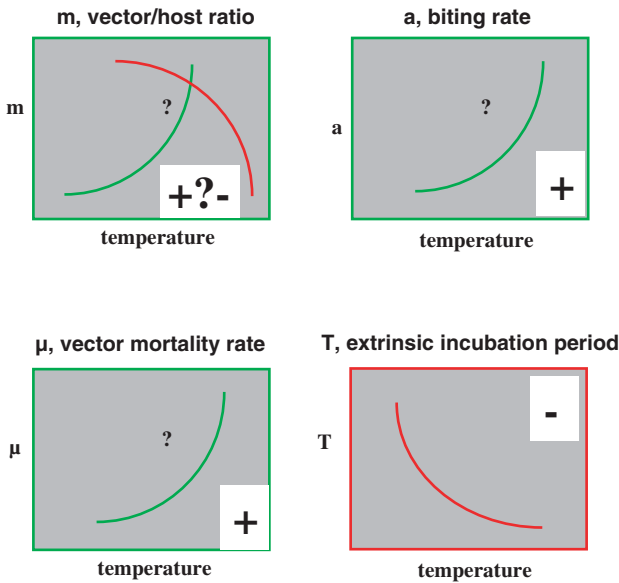 m, vector/host ratio
m
?
+?-
temperature
a, biting rate
a
?
+
temperature
µ, vector mortality rate
µ
?
+
temperature
T, extrinsic incubation period
T
-
temperature